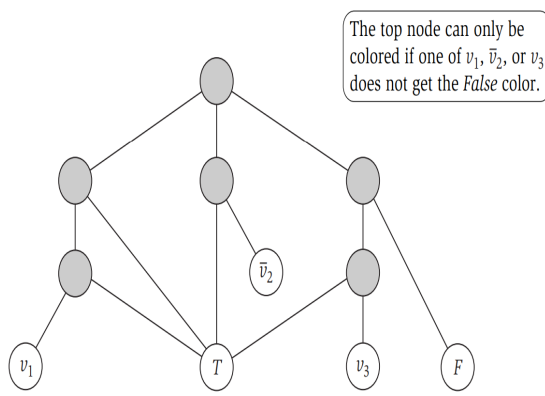 The top node can only be
colored if one of v₁, v̅₂, or v₃
does not get the False color.
v̅₂
v₁
T
v₃
F